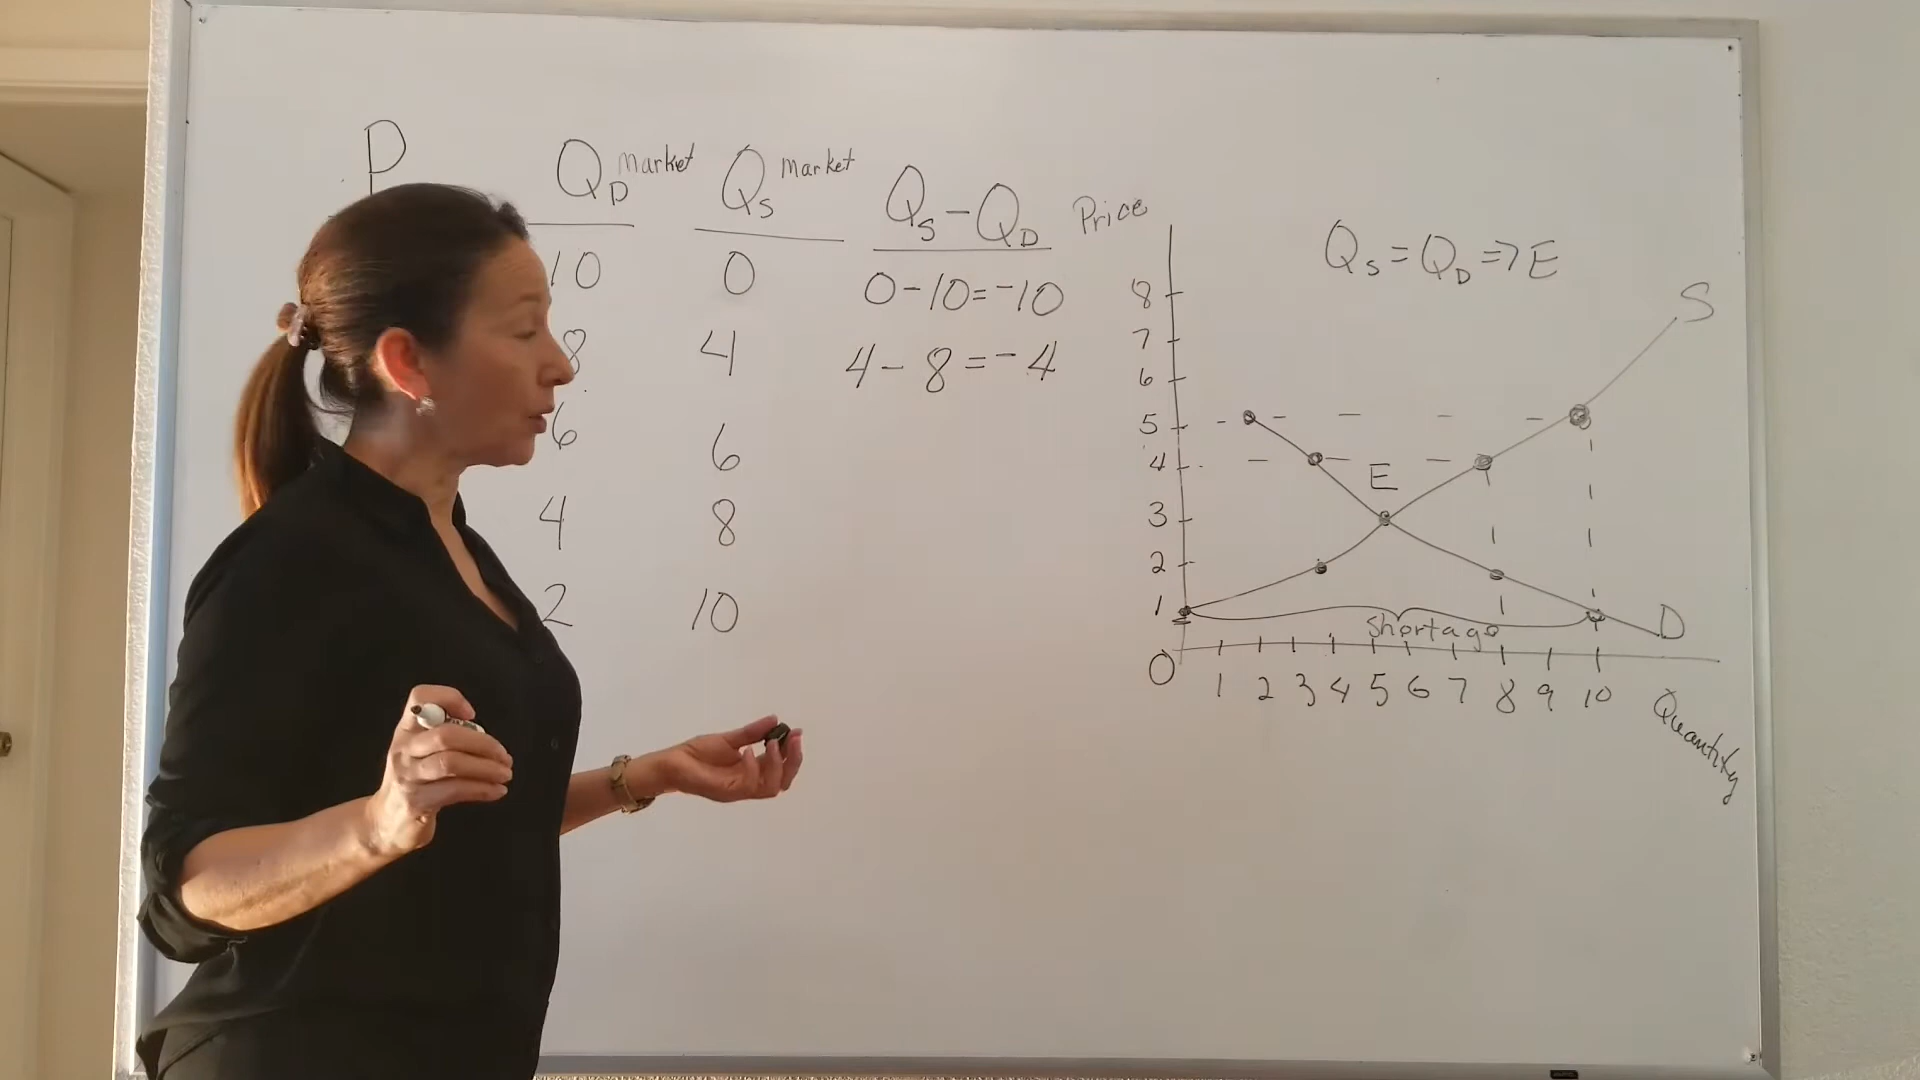 P
Q_D market
Q_S market
Q_S - Q_D
10 0 0-10=-10
8 4 4-8=-4
6 6
4 8
2 10
Price
Q_S = Q_D => E
8
7
6
5
4
3
2
1
0
S
E
D
Shortage
1 2 3 4 5 6 7 8 9 10
Quantity